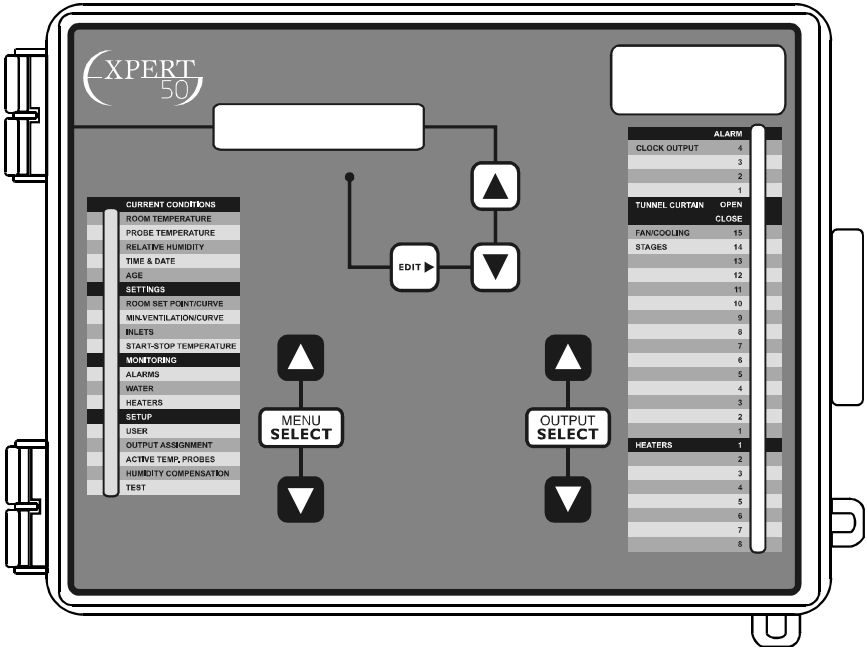 EXPERT
50
CURRENT CONDITIONS
ROOM TEMPERATURE
PROBE TEMPERATURE
RELATIVE HUMIDITY
TIME & DATE
AGE
SETTINGS
ROOM SET POINT/CURVE
MIN-VENTILATION/CURVE
INLETS
START-STOP TEMPERATURE
MONITORING
ALARMS
WATER
HEATERS
SETUP
USER
OUTPUT ASSIGNMENT
ACTIVE TEMP. PROBES
HUMIDITY COMPENSATION
TEST
EDIT
MENU
SELECT
OUTPUT
SELECT
ALARM
CLOCK OUTPUT 4
3
2
1
TUNNEL CURTAIN OPEN
CLOSE
FAN/COOLING 15
STAGES 14
13
12
11
10
9
8
7
6
5
4
3
2
1
HEATERS 1
2
3
4
5
6
7
8